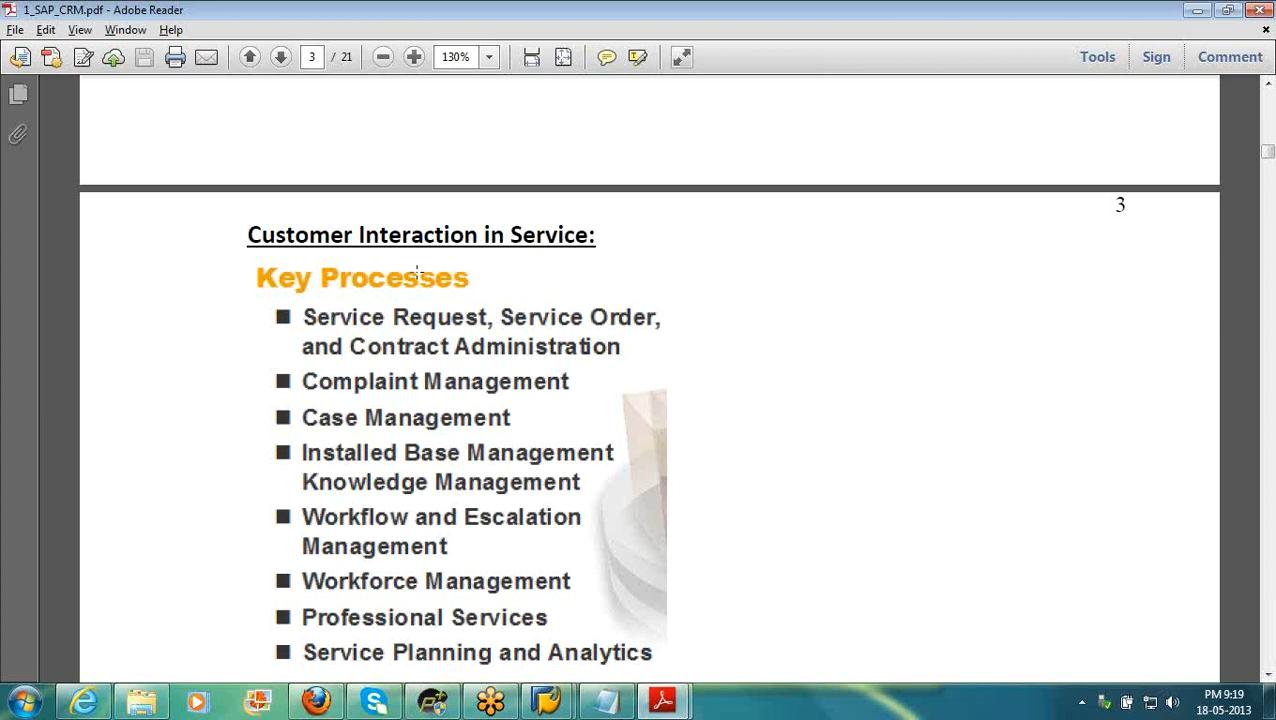 1_SAP_CRM.pdf - Adobe Reader
File Edit View Window Help
3 / 21 130% Tools Sign Comment
3
Customer Interaction in Service:
Key Processes
Service Request, Service Order,
and Contract Administration
Complaint Management
Case Management
Installed Base Management
Knowledge Management
Workflow and Escalation
Management
Workforce Management
Professional Services
Service Planning and Analytics
PM 9:19
18-05-2013